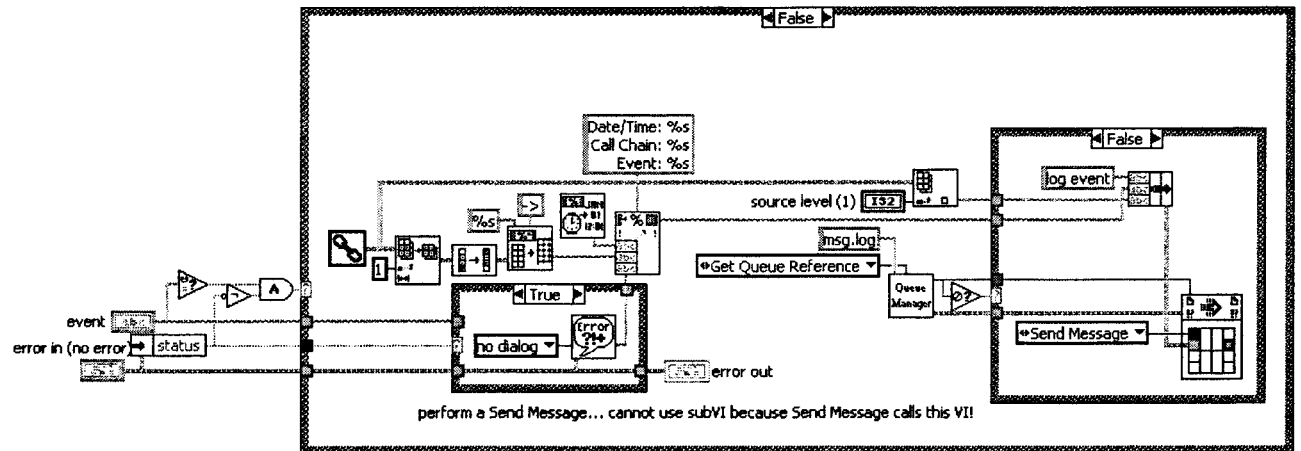 False
Date/Time: %s
Call Chain: %s
Event: %s
False
log event
source level (1) I32
->
%s
msg.log
1
Get Queue Reference
Queue
Manager
True
event
Error
?!
Send Message
error in (no error)
status
no dialog
error out
perform a Send Message... cannot use subVI because Send Message calls this VI!